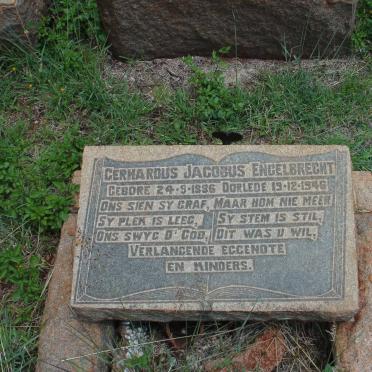 GERHARDUS JACOBUS ENGELBRECHT
GEBORE 24-5-1886 OORLEDE 19-12-1946
ONS SIEN SY GRAF, MAAR HOM NIE MEER
SY PLEK IS LEEG, SY STEM IS STIL,
ONS SWYG O' GOD, DIT WAS U WIL,
VERLANGENDE EGGENOTE
EN KINDERS.